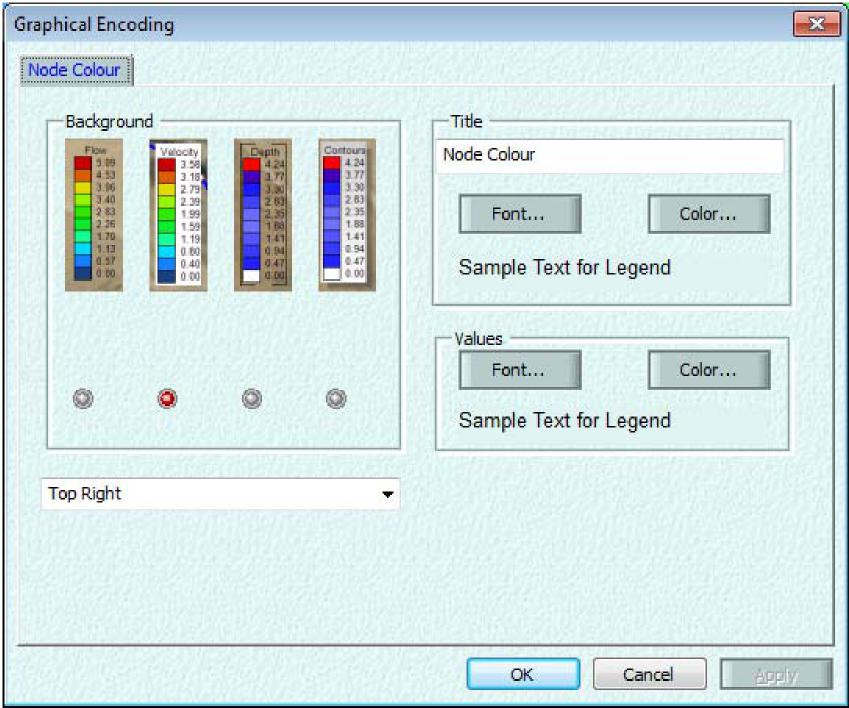 Graphical Encoding
Node Colour
Background
Flow
5.09
4.53
3.96
3.40
2.83
2.26
1.70
1.13
0.57
0.00
Velocity
3.58
3.18
2.79
2.39
1.99
1.59
1.19
0.80
0.40
0.00
Depth
4.24
3.77
3.30
2.83
2.35
1.88
1.41
0.94
0.47
0.00
Contours
4.24
3.77
3.30
2.83
2.35
1.88
1.41
0.94
0.47
0.00
Top Right
Title
Node Colour
Font...
Color...
Sample Text for Legend
Values
Font...
Color...
Sample Text for Legend
OK
Cancel
Apply